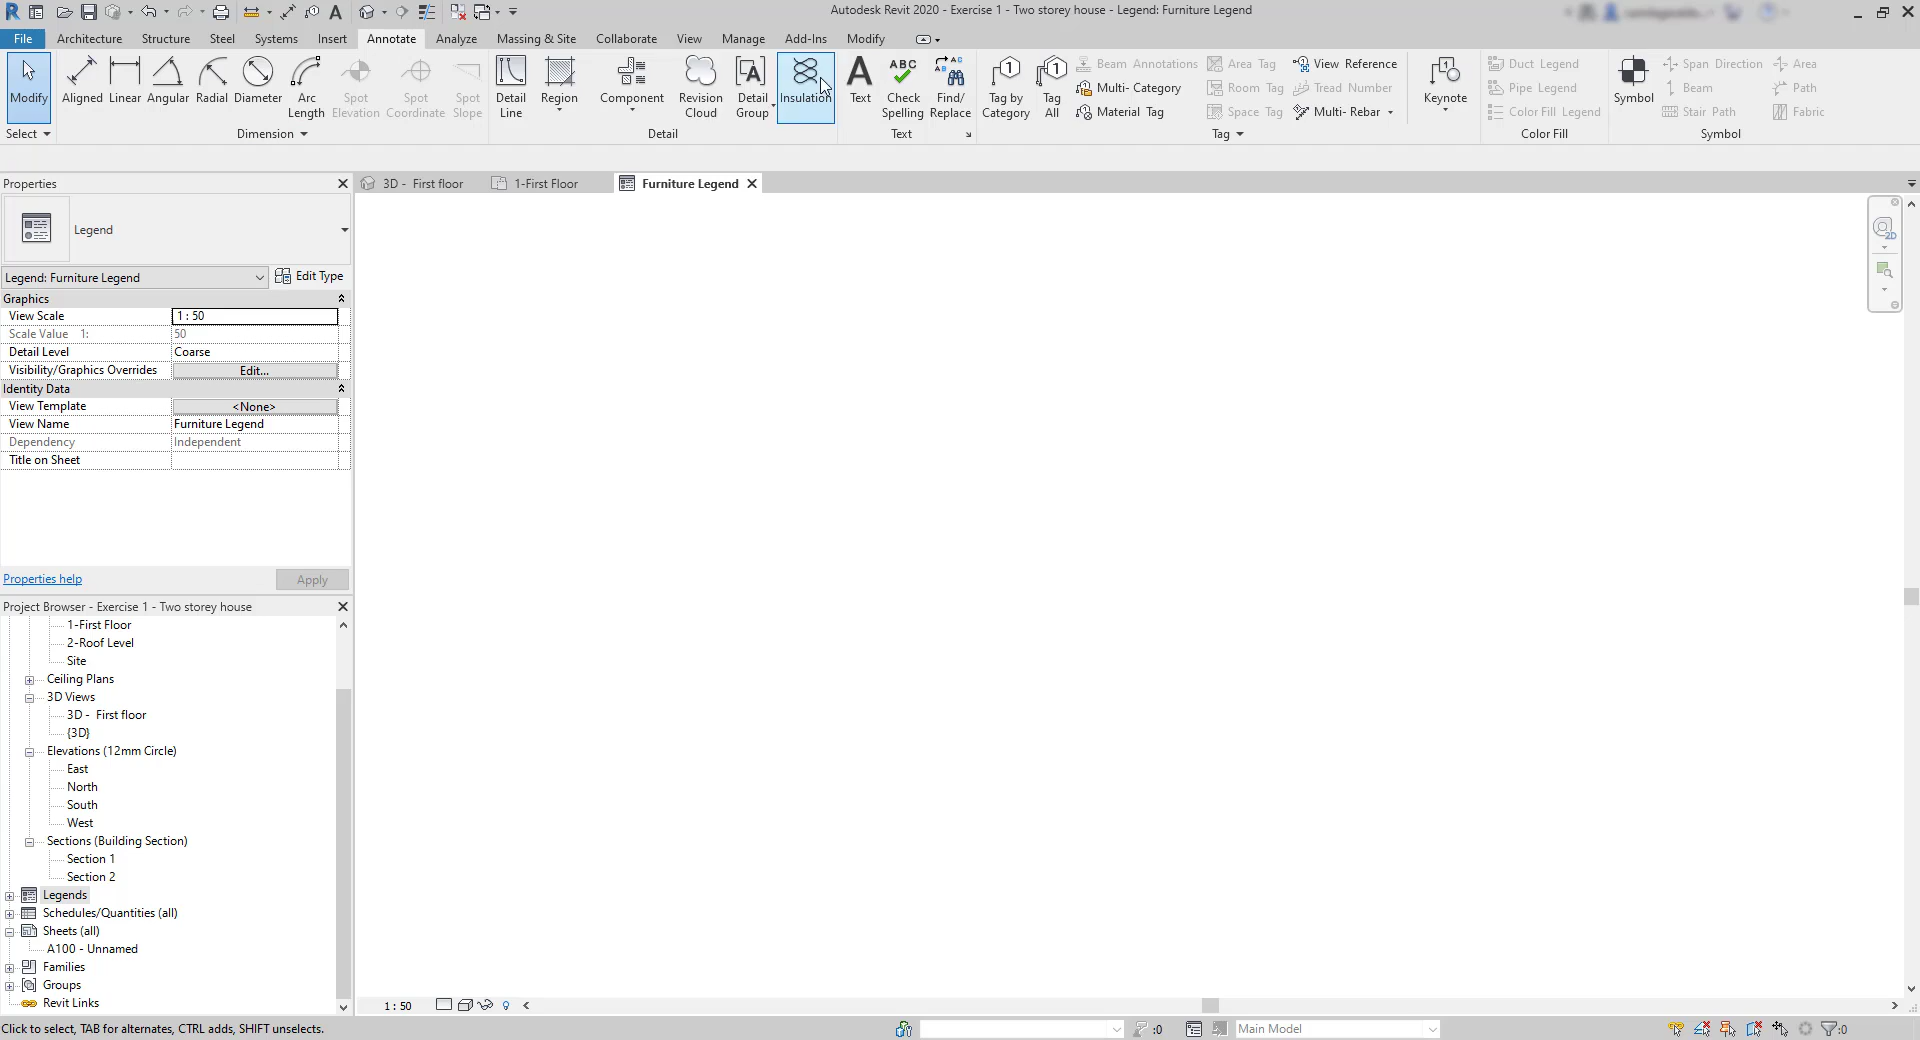 Autodesk Revit 2020 - Exercise 1 - Two storey house - Legend: Furniture Legend
File Architecture Structure Steel Systems Insert Annotate Analyze Massing & Site Collaborate View Manage Add-Ins Modify
Modify
Select
Aligned Linear Angular Radial Diameter Arc Length Spot Elevation Spot Coordinate Spot Slope
Dimension
Detail Line Region Component Revision Cloud Detail Group Insulation
Detail
Text Check Spelling Find/ Replace
Text
Tag by Category Tag All
Beam Annotations Area Tag View Reference
Multi- Category Room Tag Tread Number
Material Tag Space Tag Multi- Rebar
Tag
Keynote
Duct Legend
Pipe Legend
Color Fill Legend
Color Fill
Symbol
Span Direction Area
Beam Path
Stair Path Fabric
Symbol
Properties
3D - First floor 1-First Floor Furniture Legend
Legend
Legend: Furniture Legend Edit Type
Graphics
View Scale 1 : 50
Scale Value 1: 50
Detail Level Coarse
Visibility/Graphics Overrides Edit...
Identity Data
View Template <None>
View Name Furniture Legend
Dependency Independent
Title on Sheet
Properties help Apply
Project Browser - Exercise 1 - Two storey house
1-First Floor
2-Roof Level
Site
Ceiling Plans
3D Views
3D - First floor
{3D}
Elevations (12mm Circle)
East
North
South
West
Sections (Building Section)
Section 1
Section 2
Legends
Schedules/Quantities (all)
Sheets (all)
A100 - Unnamed
Families
Groups
Revit Links
1 : 50
Click to select, TAB for alternates, CTRL adds, SHIFT unselects. :0 Main Model :0